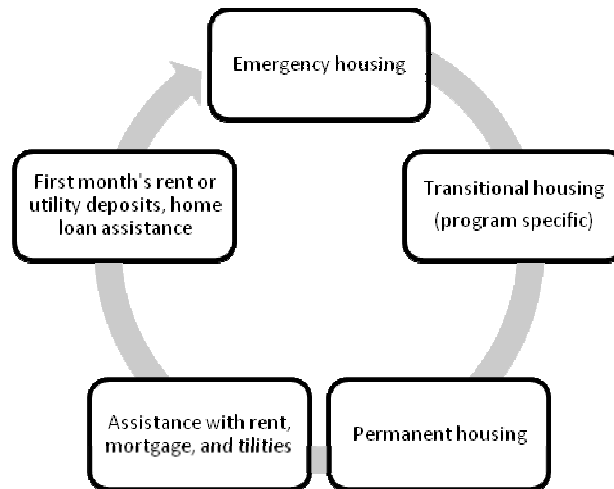 Emergency housing
Transitional housing
(program specific)
Permanent housing
Assistance with rent,
mortgage, and tilities
First month's rent or
utility deposits, home
loan assistance